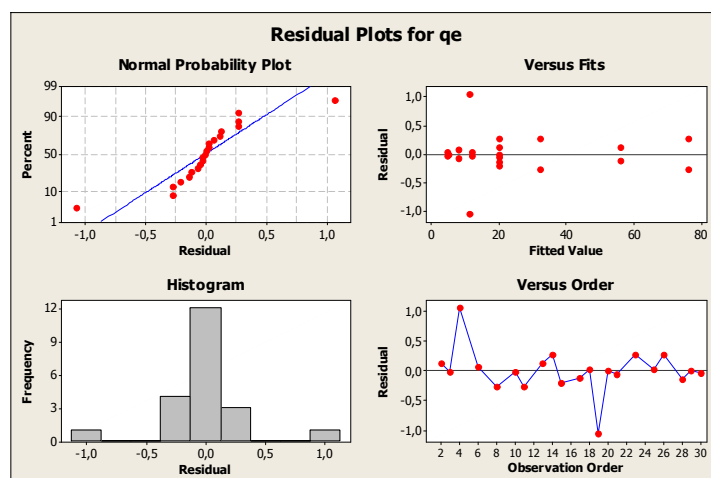 Residual Plots for qe
Normal Probability Plot
Percent
99
90
50
10
1
-1,0 -0,5 0,0 0,5 1,0
Residual
Versus Fits
Residual
1,0
0,5
0,0
-0,5
-1,0
0 20 40 60 80
Fitted Value
Histogram
Frequency
12
9
6
3
0
-1,0 -0,5 0,0 0,5 1,0
Residual
Versus Order
Residual
1,0
0,5
0,0
-0,5
-1,0
2 4 6 8 10 12 14 16 18 20 22 24 26 28 30
Observation Order